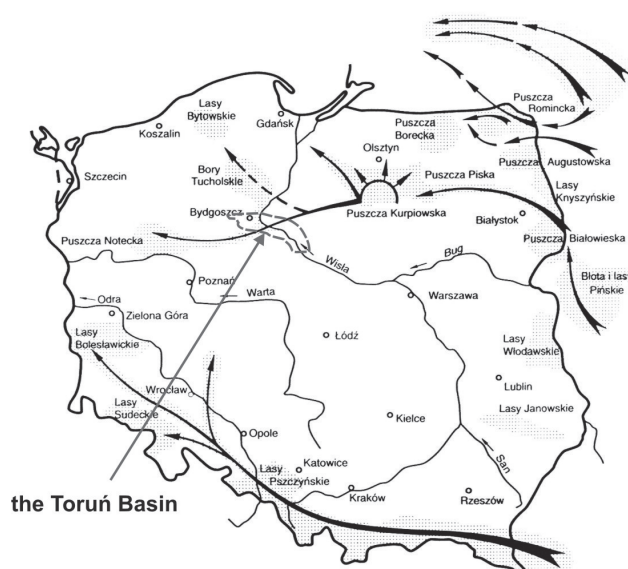 Puszcza
Romincka
Lasy
Bytowskie
Gdańsk
Koszalin
Puszcza
Borecka
Olsztyn
Puszcza Augustowska
Szczecin
Bory
Tucholskie
Puszcza Piska
Lasy
Knyszyńskie
Bydgoszcz
Puszcza Kurpiowska
Białystok
Puszcza Notecka
Puszcza Białowieska
Wisła
Bug
Błota i lasy
Pińskie
Poznań
Warta
Warszawa
Odra
Zielona Góra
Łódź
Lasy
Bolesławickie
Lasy
Włodawskie
Wrocław
Lublin
Lasy
Sudeckie
Kielce
Lasy Janowskie
Opole
Katowice
Lasy
Pszczyńskie
San
Kraków
Rzeszów
the Toruń Basin